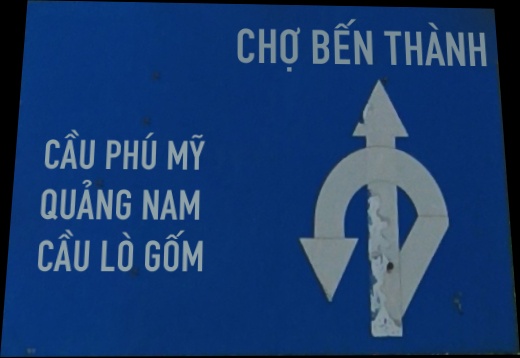 CHỢ BẾN THÀNH
CẦU PHÚ MỸ
QUẢNG NAM
CẦU LÒ GỐM